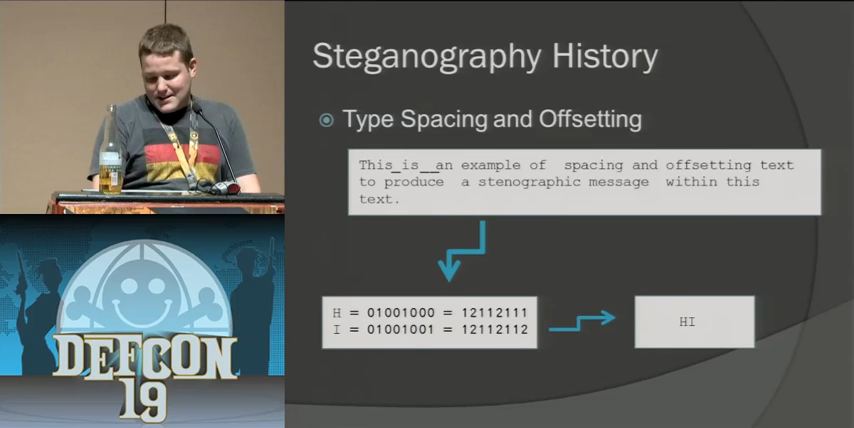 Steganography History
Type Spacing and Offsetting
This_is__an example of  spacing and offsetting text
to produce  a stenographic message  within this
text.
H = 01001000 = 12112111
I = 01001001 = 12112112
HI
DEFCON
19